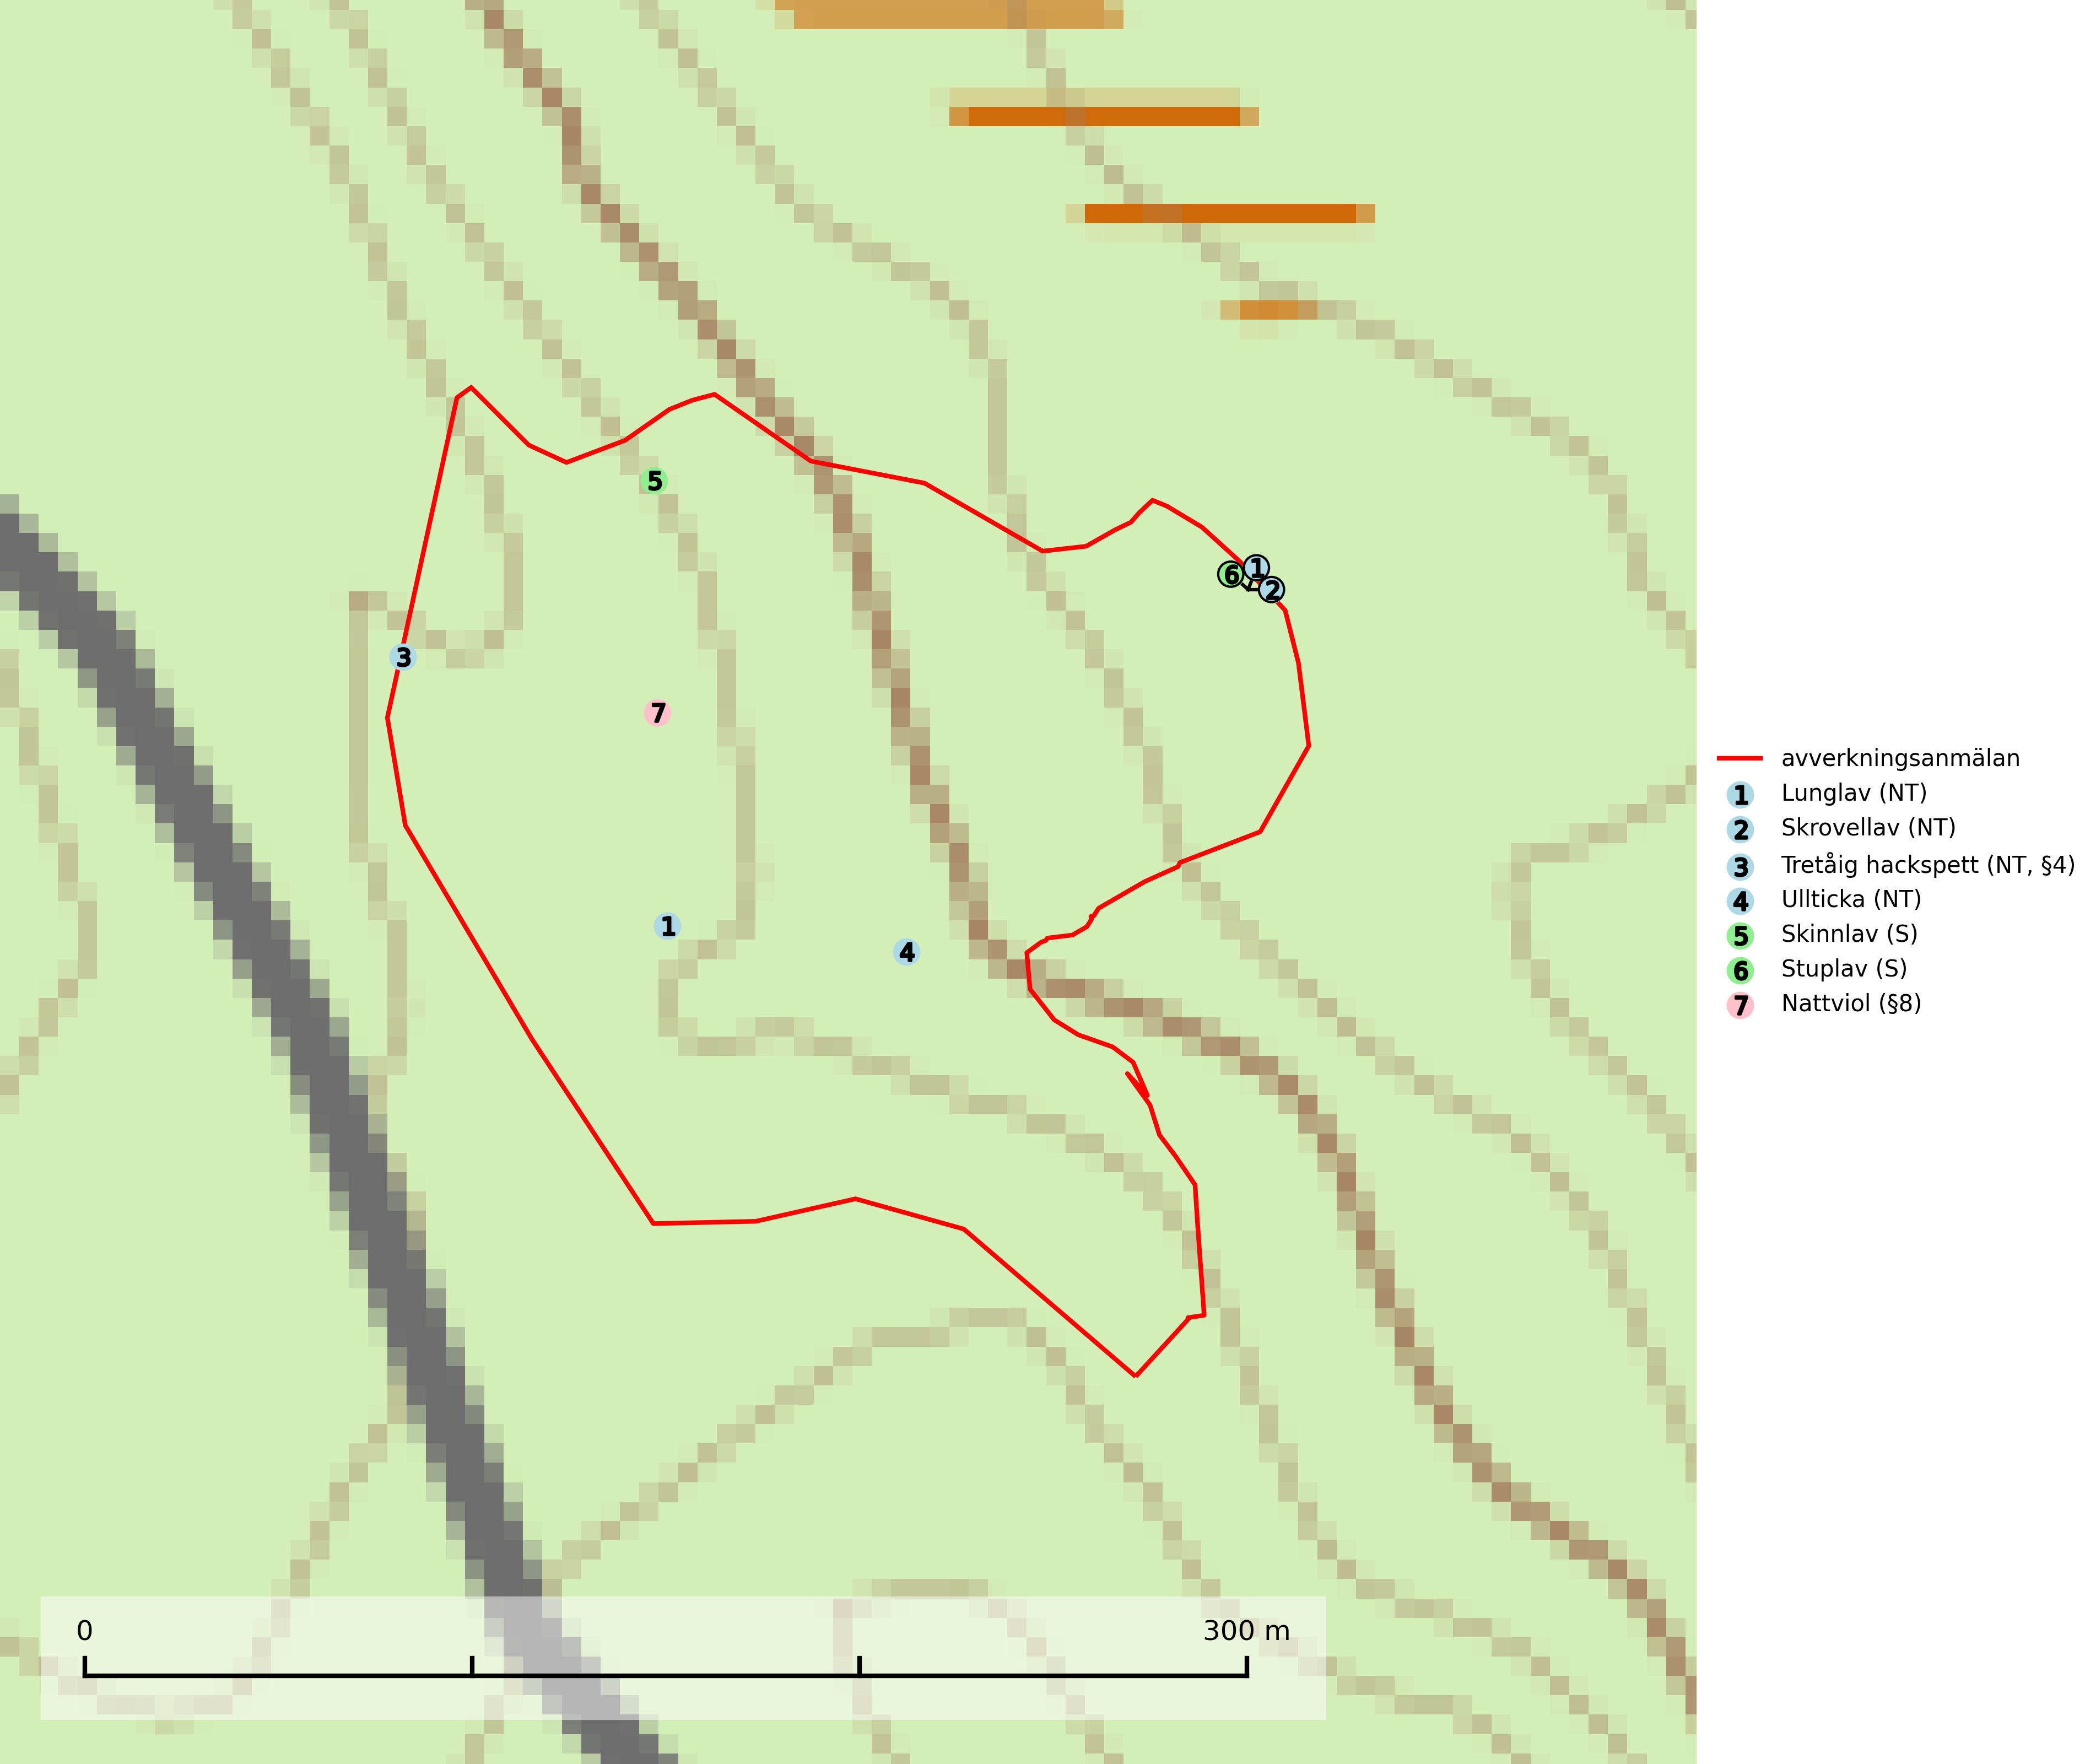 5
6 1
2
3
7
1
4
avverkningsanmälan
1 Lunglav (NT)
2 Skrovellav (NT)
3 Tretåig hackspett (NT, §4)
4 Ullticka (NT)
5 Skinnlav (S)
6 Stuplav (S)
7 Nattviol (§8)
0 300 m